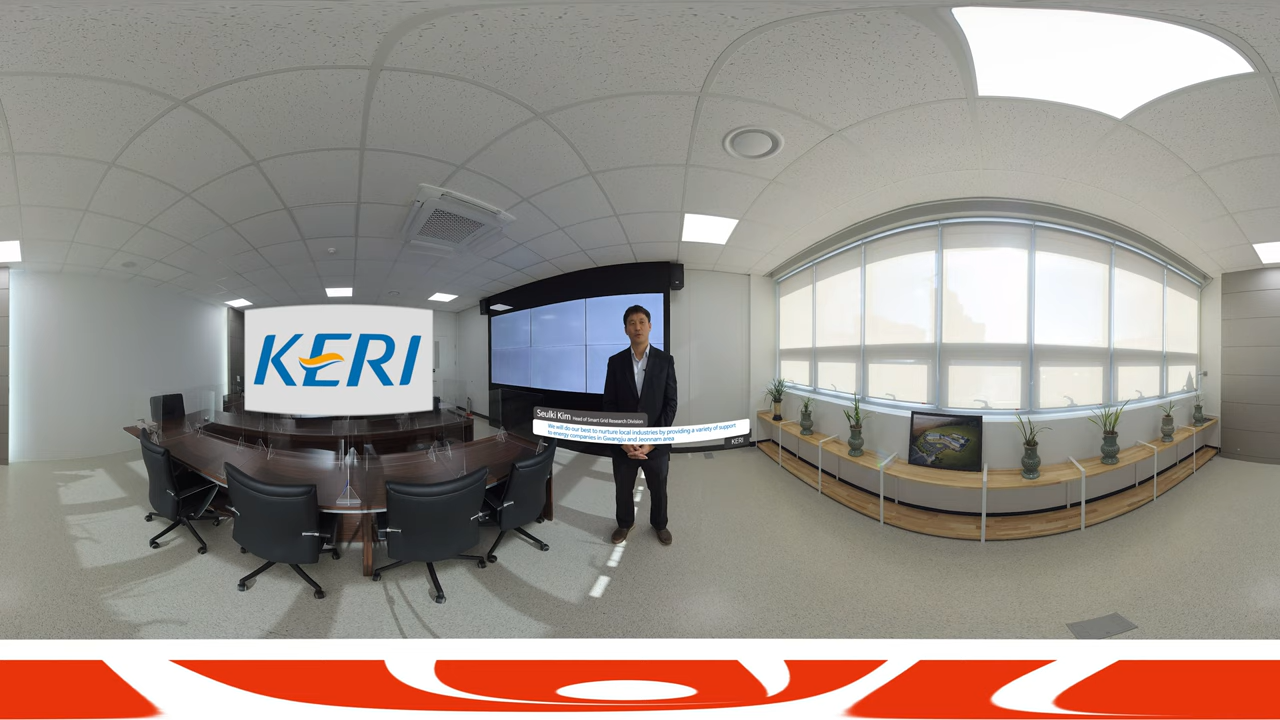 KERI
Seulki Kim Head of Smart Grid Research Division
We will do our best to nurture local industries by providing a variety of support
to energy companies in Gwangju and Jeonnam area
KERI